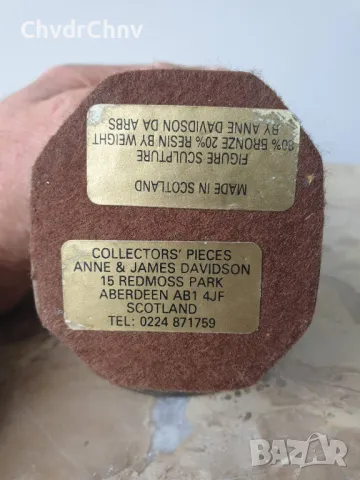 ChvdrChnv
MADE IN SCOTLAND
FIGURE SCULPTURE
80% BRONZE 20% RESIN BY WEIGHT
BY ANNE DAVIDSON DA ARBS
COLLECTORS' PIECES
ANNE & JAMES DAVIDSON
15 REDMOSS PARK
ABERDEEN AB1 4JF
SCOTLAND
TEL: 0224 871759
BAZAR
bg